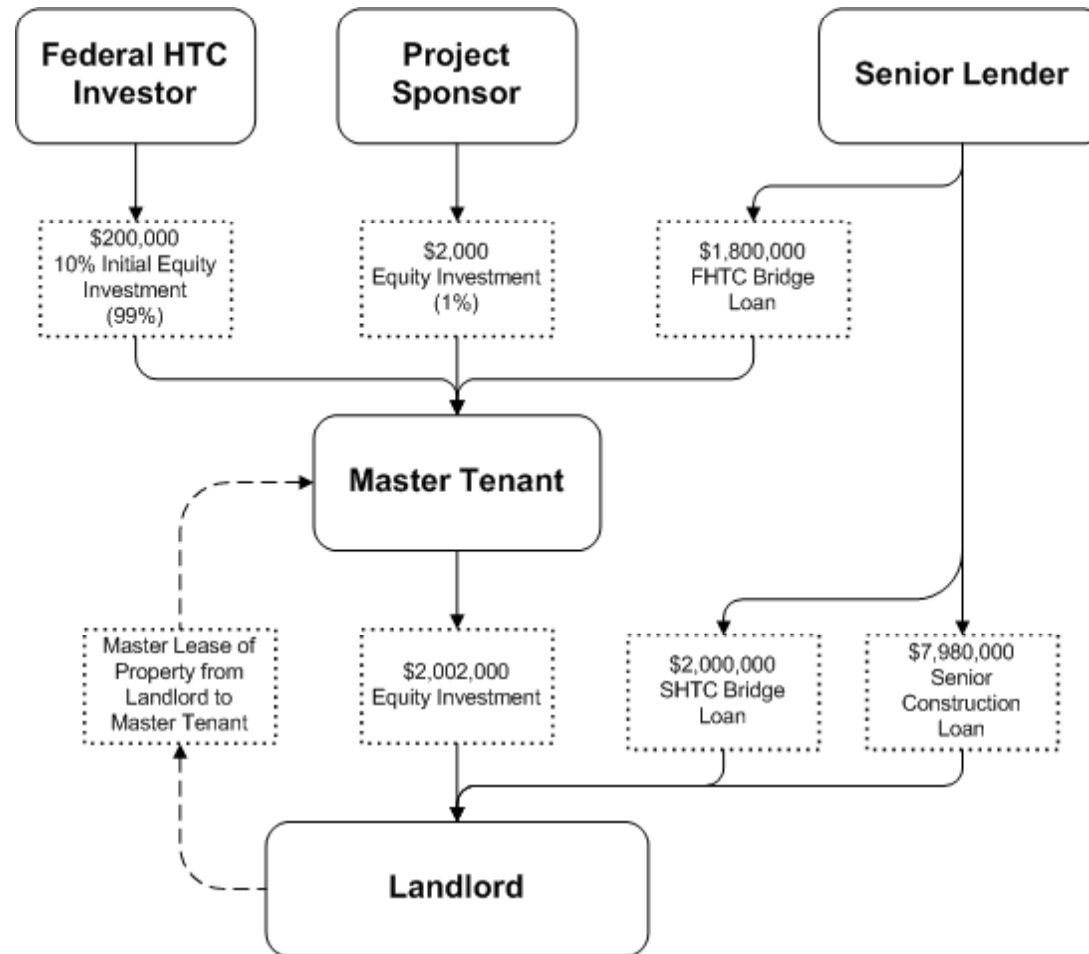 Federal HTC
Investor
Project
Sponsor
Senior Lender
$200,000
10% Initial Equity
Investment
(99%)
$2,000
Equity Investment
(1%)
$1,800,000
FHTC Bridge
Loan
Master Tenant
Master Lease of
Property from
Landlord to
Master Tenant
$2,002,000
Equity Investment
$2,000,000
SHTC Bridge
Loan
$7,980,000
Senior
Construction
Loan
Landlord